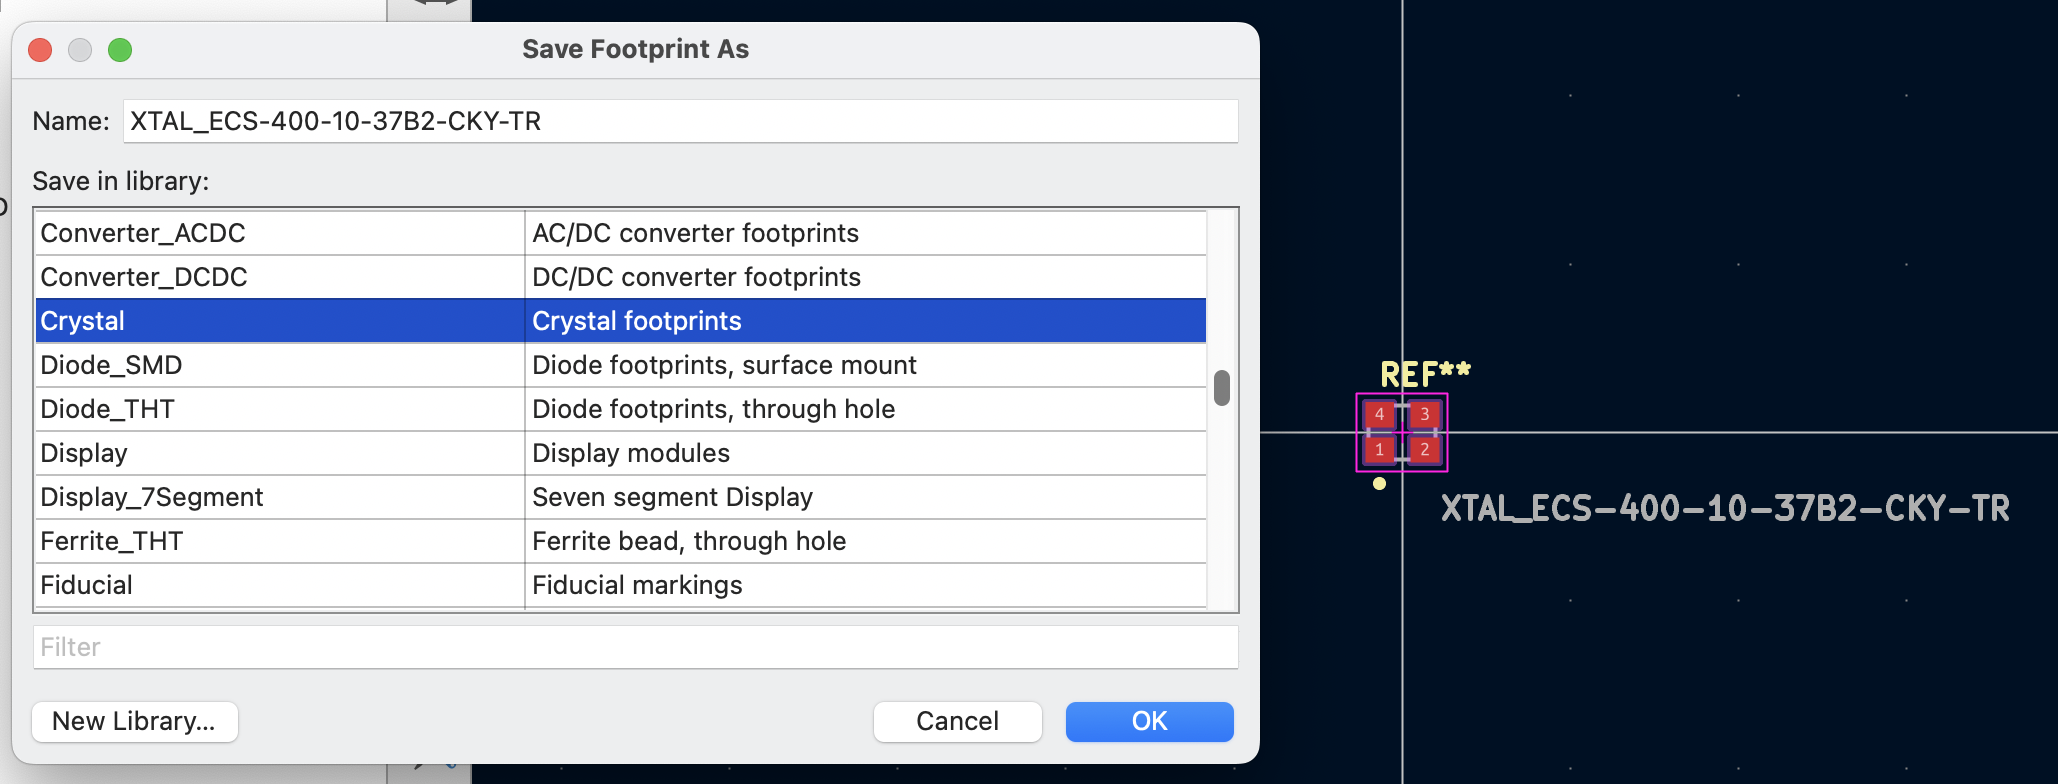 Save Footprint As
Name: XTAL_ECS-400-10-37B2-CKY-TR
Save in library:
Converter_ACDC AC/DC converter footprints
Converter_DCDC DC/DC converter footprints
Crystal Crystal footprints
Diode_SMD Diode footprints, surface mount
Diode_THT Diode footprints, through hole
Display Display modules
Display_7Segment Seven segment Display
Ferrite_THT Ferrite bead, through hole
Fiducial Fiducial markings
Filter
New Library... Cancel OK
REF**
4 3
1 2
XTAL_ECS-400-10-37B2-CKY-TR